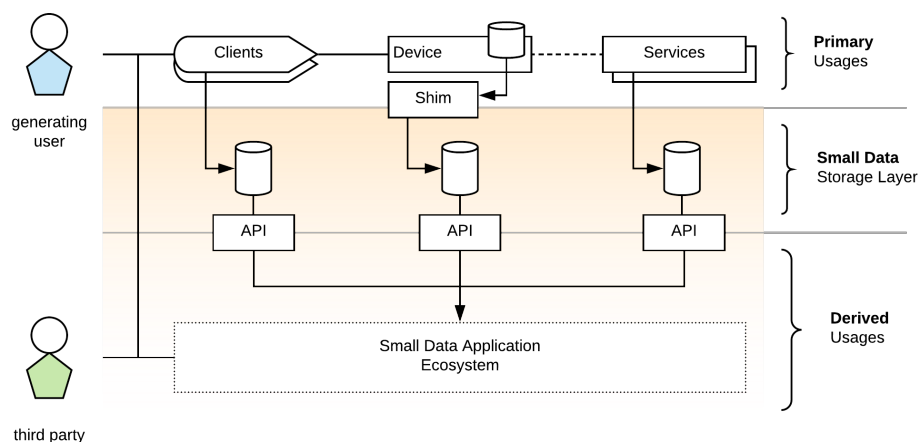 Clients
Device
Services
Primary
Usages
Shim
generating
user
Small Data
Storage Layer
API
API
API
Derived
Usages
Small Data Application
Ecosystem
third party